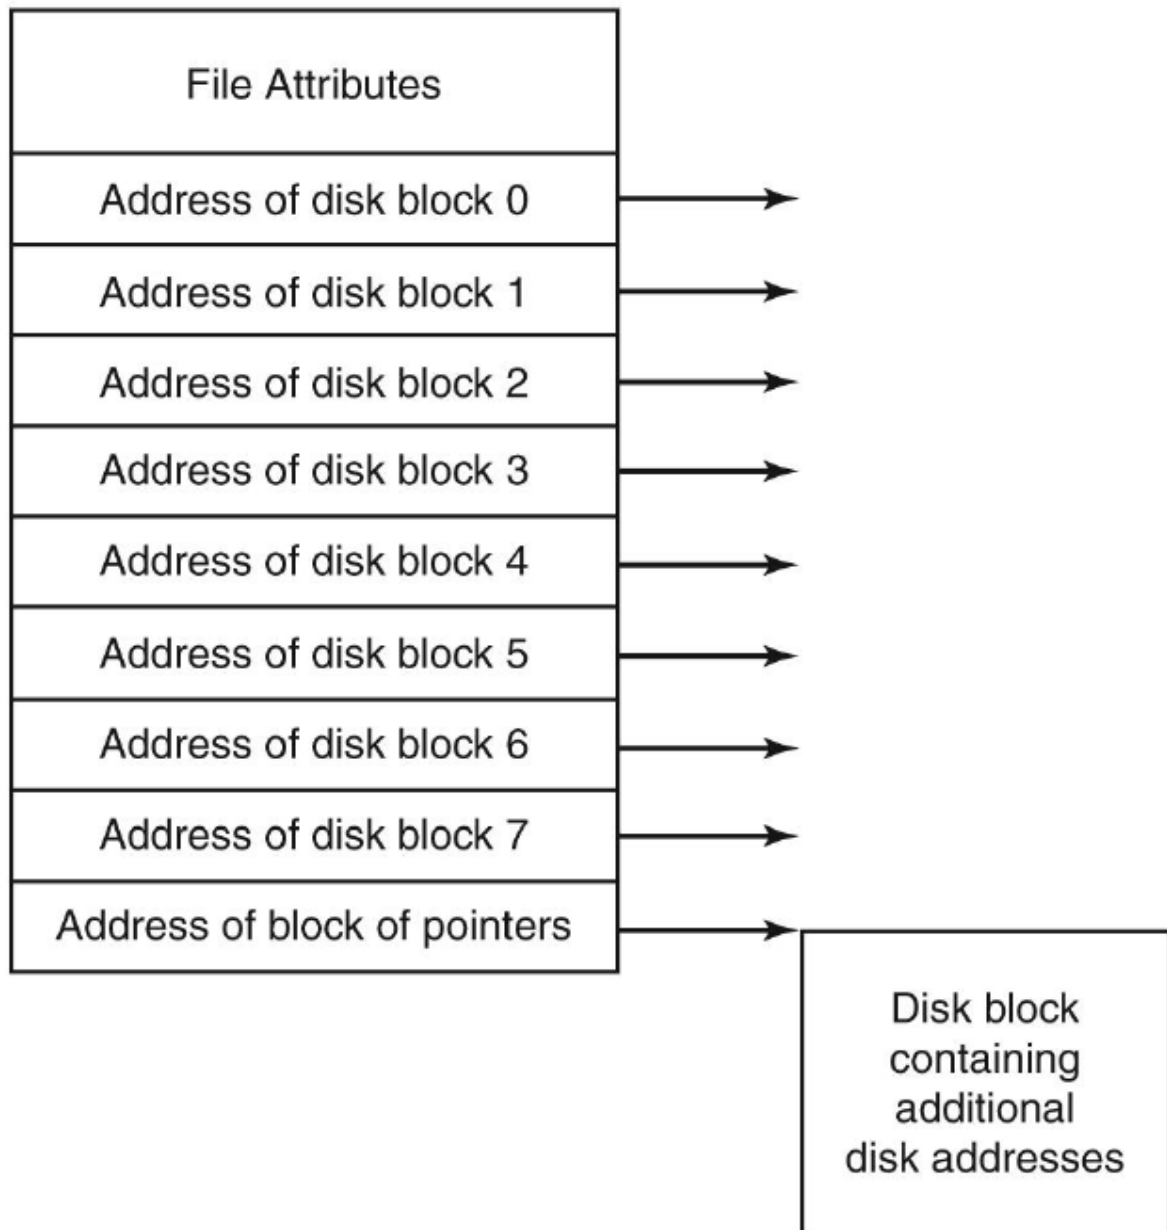 File Attributes
Address of disk block 0
Address of disk block 1
Address of disk block 2
Address of disk block 3
Address of disk block 4
Address of disk block 5
Address of disk block 6
Address of disk block 7
Address of block of pointers
Disk block
containing
additional
disk addresses